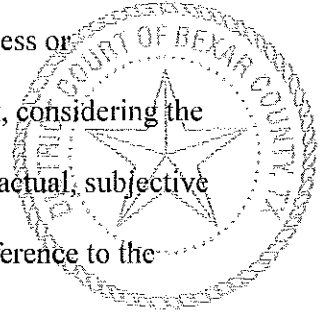 ess or
, considering the
actual, subjective
ference to the
DISTRICT COURT OF BEXAR COUNTY TX